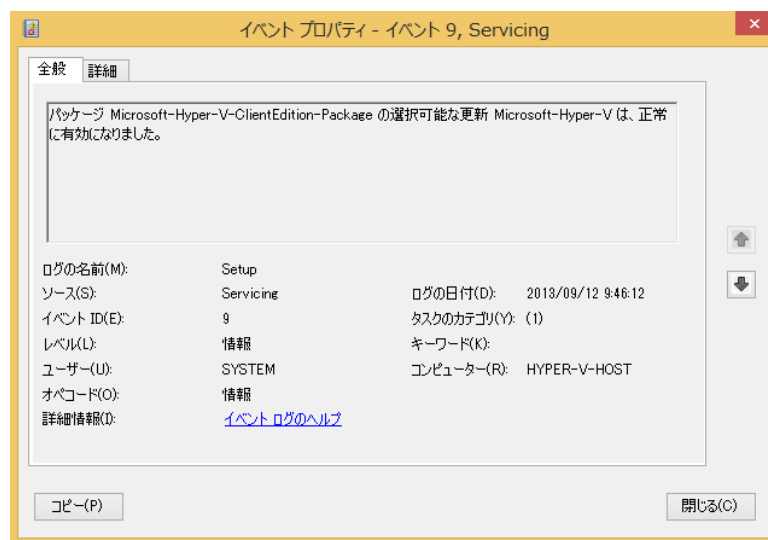 イベント プロパティ - イベント 9, Servicing
全般 詳細
パッケージ Microsoft-Hyper-V-ClientEdition-Package の選択可能な更新 Microsoft-Hyper-V は、正常
に有効になりました。
ログの名前(M): Setup
ソース(S): Servicing ログの日付(D): 2013/09/12 9:46:12
イベント ID(E): 9 タスクのカテゴリ(Y): (1)
レベル(L): 情報 キーワード(K):
ユーザー(U): SYSTEM コンピューター(R): HYPER-V-HOST
オペコード(O): 情報
詳細情報(I): イベント ログのヘルプ
コピー(P) 閉じる(C)